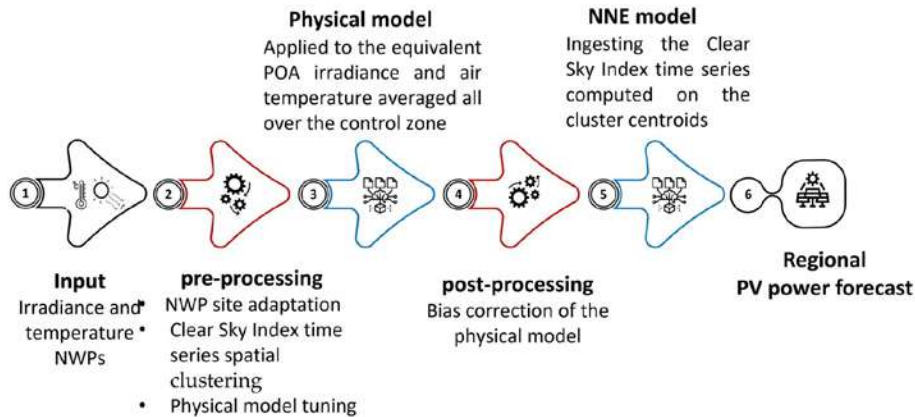 Physical model
Applied to the equivalent
POA irradiance and air
temperature averaged all
over the control zone
NNE model
Ingesting the Clear
Sky Index time series
computed on the
cluster centroids
1
2
3
4
5
6
Input
Irradiance and
temperature
NWPs
pre-processing
• NWP site adaptation
• Clear Sky Index time
series spatial
clustering
• Physical model tuning
post-processing
Bias correction of the
physical model
Regional
PV power forecast